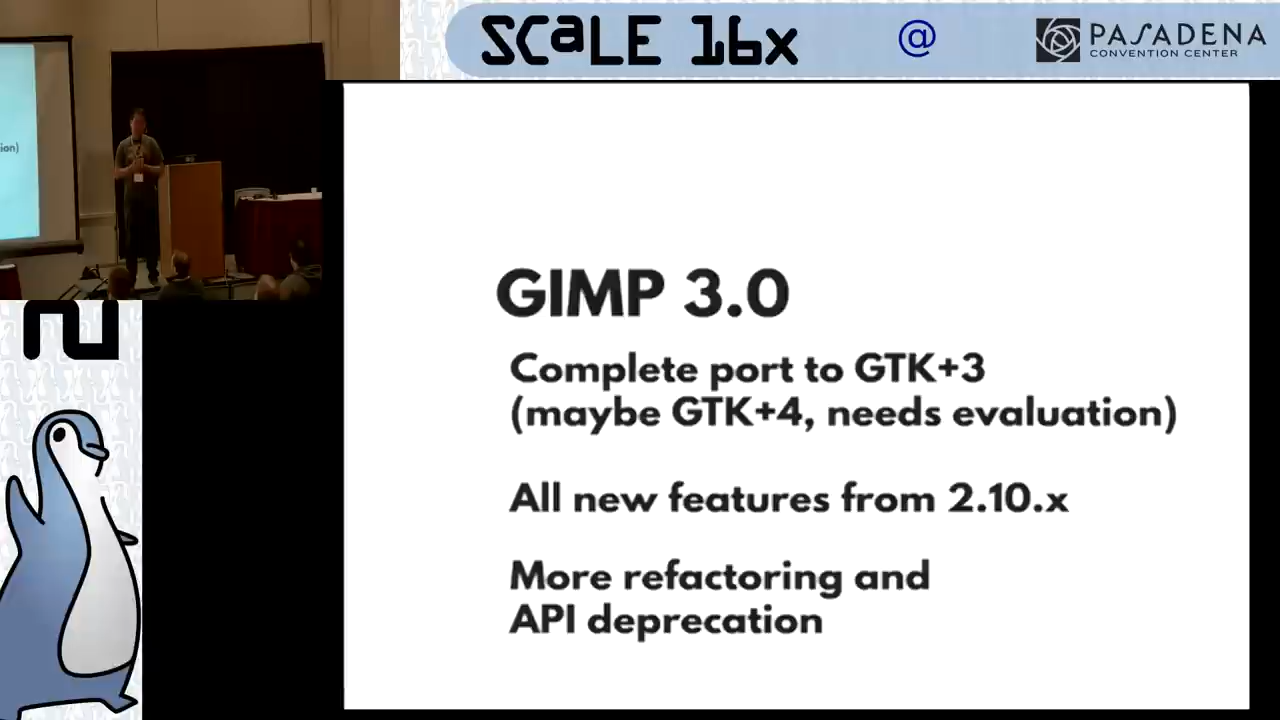 SCaLE 16x
@
PASADENA
CONVENTION CENTER
ion)
GIMP 3.0
Complete port to GTK+3
(maybe GTK+4, needs evaluation)
All new features from 2.10.x
More refactoring and
API deprecation